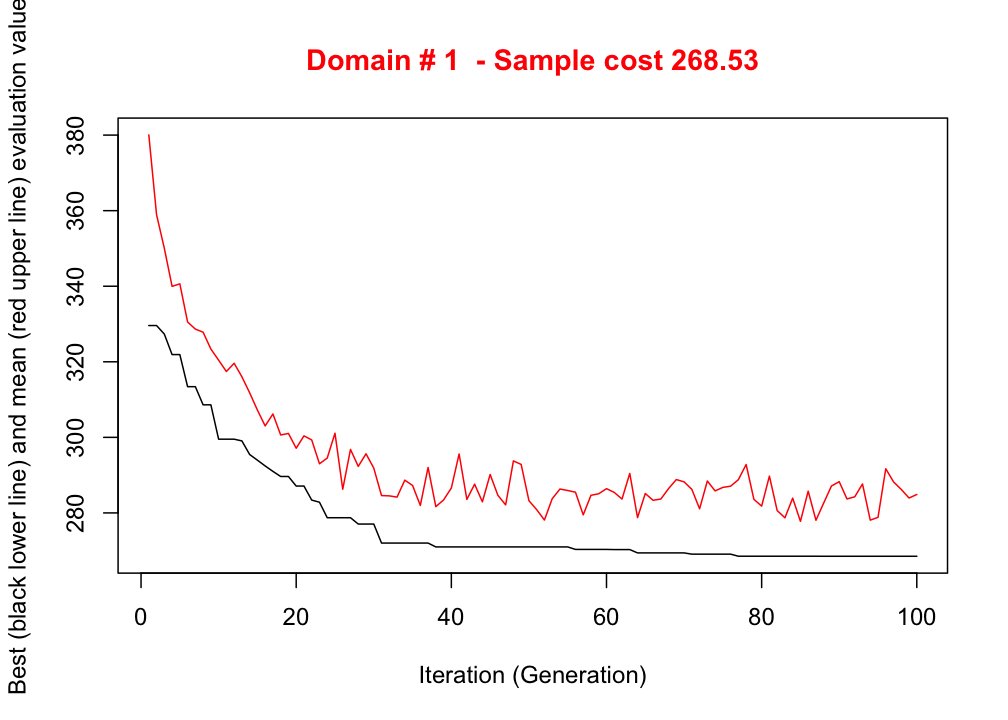 Domain # 1  - Sample cost 268.53
Best (black lower line) and mean (red upper line) evaluation value
380
360
340
320
300
280
0 20 40 60 80 100
Iteration (Generation)